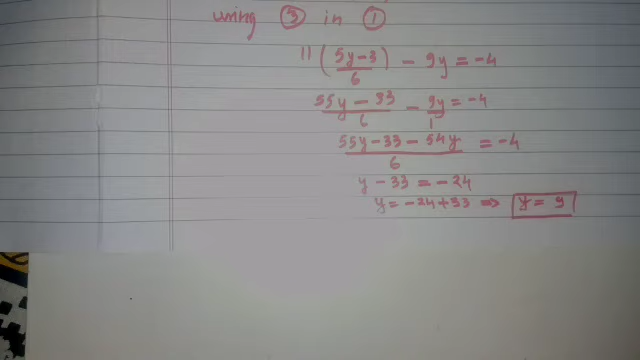 using ③ in ①
11 ( 5y-3 / 6 ) - 9y = -4
55y - 33 / 6 - 9y / 1 = -4
55y - 33 - 54y / 6 = -4
y - 33 = -24
y = -24+33 ⇒ y = 9